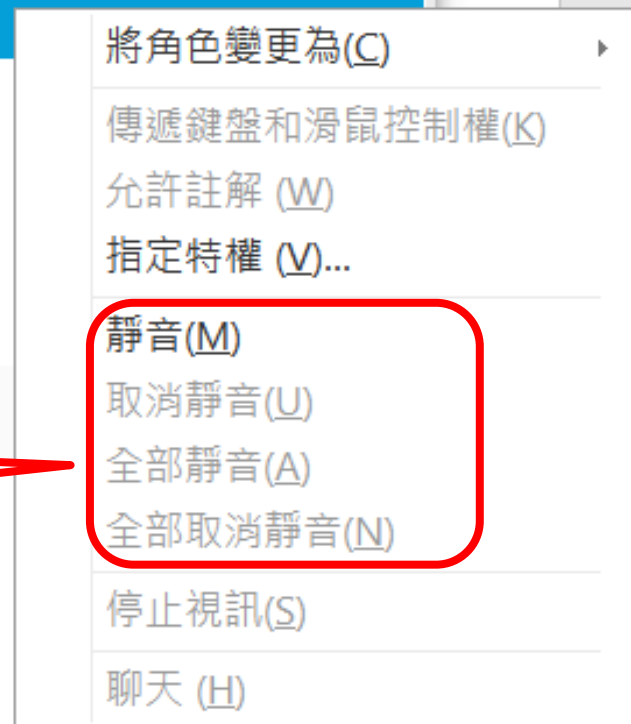 將角色變更為(C)
傳遞鍵盤和滑鼠控制權(K)
允許註解 (W)
指定特權 (V)...
靜音(M)
取消靜音(U)
全部靜音(A)
全部取消靜音(N)
停止視訊(S)
聊天 (H)